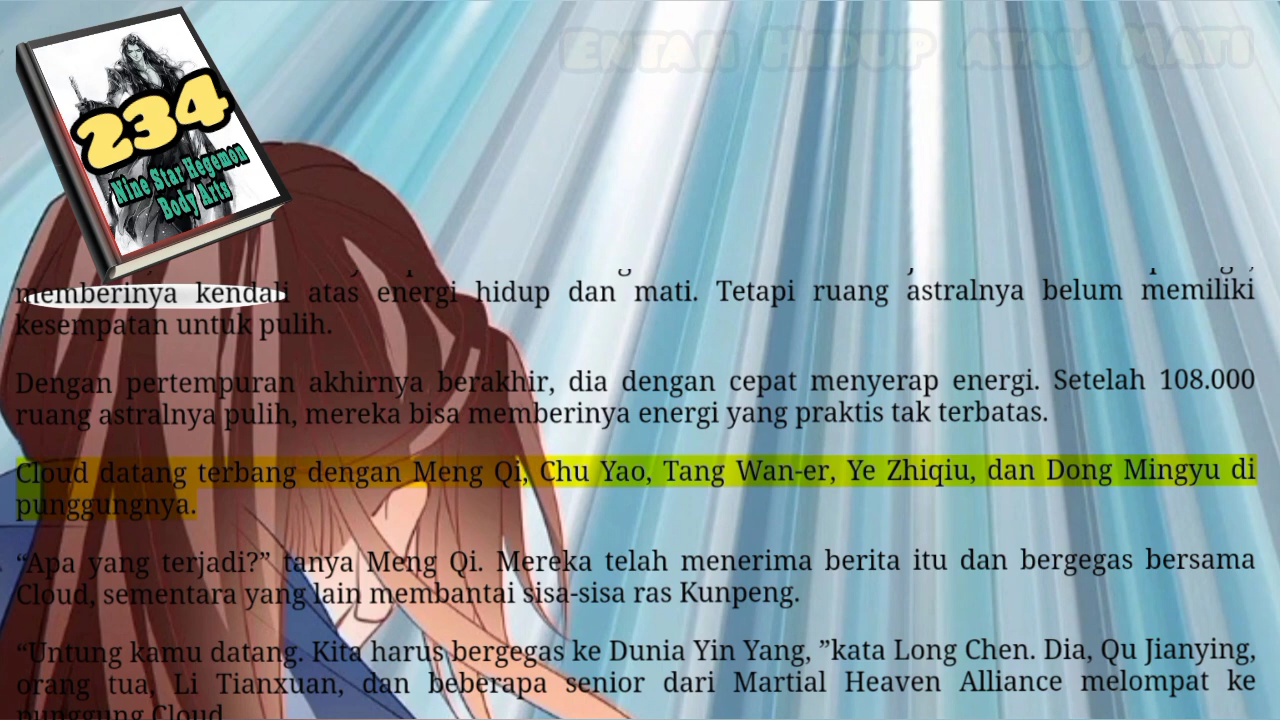 ENTAH HIDUP ATAU MATI
234
Nine Star Hegemon
Body Arts
memberinya kendali atas energi hidup dan mati. Tetapi ruang astralnya belum memiliki
kesempatan untuk pulih.
Dengan pertempuran akhirnya berakhir, dia dengan cepat menyerap energi. Setelah 108.000
ruang astralnya pulih, mereka bisa memberinya energi yang praktis tak terbatas.
Cloud datang terbang dengan Meng Qi, Chu Yao, Tang Wan-er, Ye Zhiqiu, dan Dong Mingyu di
punggungnya.
“Apa yang terjadi?” tanya Meng Qi. Mereka telah menerima berita itu dan bergegas bersama
Cloud, sementara yang lain membantai sisa-sisa ras Kunpeng.
“Untung kamu datang. Kita harus bergegas ke Dunia Yin Yang, ”kata Long Chen. Dia, Qu Jianying,
orang tua, Li Tianxuan, dan beberapa senior dari Martial Heaven Alliance melompat ke
punggung Cloud.